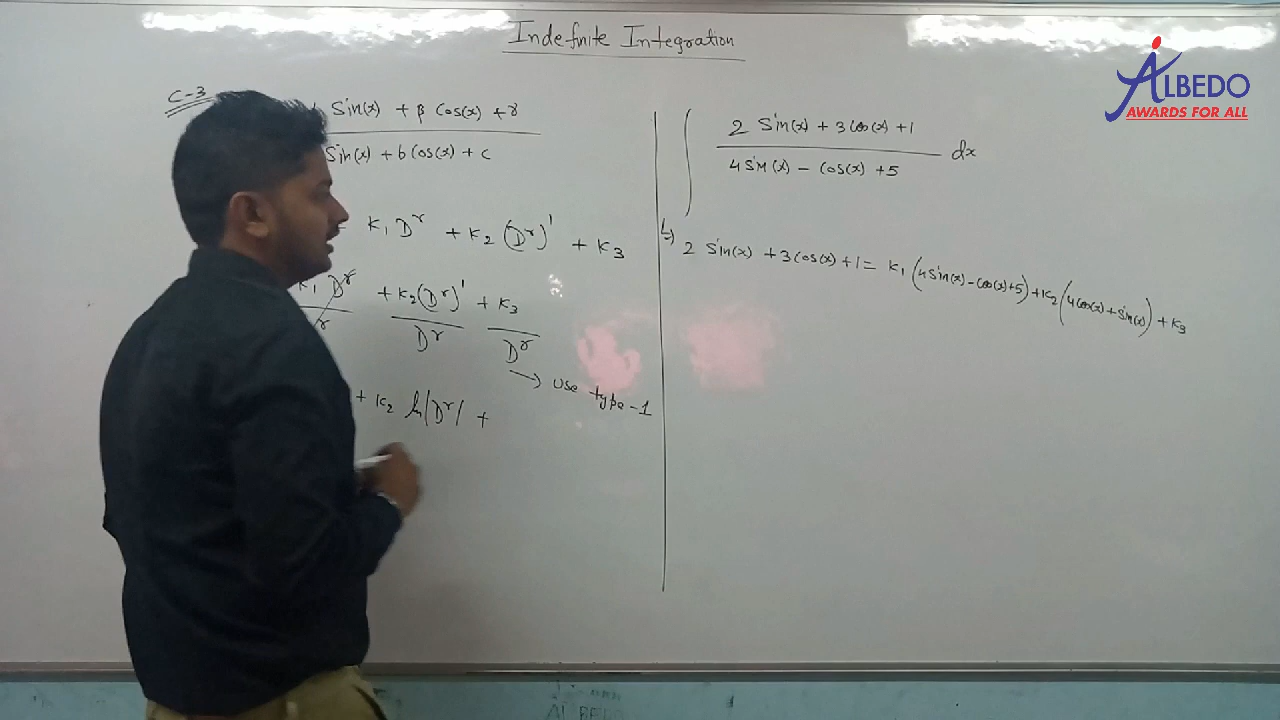 Indefinite Integration
ALBEDO
AWARDS FOR ALL
C-3
Sin(x) + β Cos(x) + γ
Sin(x) + b Cos(x) + c
K₁ Dʳ + K₂ (Dʳ)' + K₃
K₁ Dʳ + K₂(Dʳ)' + K₃
r Dʳ Dʳ
→ use type-1
+ K₂ ln|Dʳ| +
∫ 2 Sin(x) + 3 Cos(x) + 1
4 Sin(x) - Cos(x) + 5 dx
↳ 2 Sin(x) + 3 Cos(x) + 1 = K₁ (4 Sin(x) - Cos(x) + 5) + K₂ (4 Cos(x) + Sin(x)) + K₃